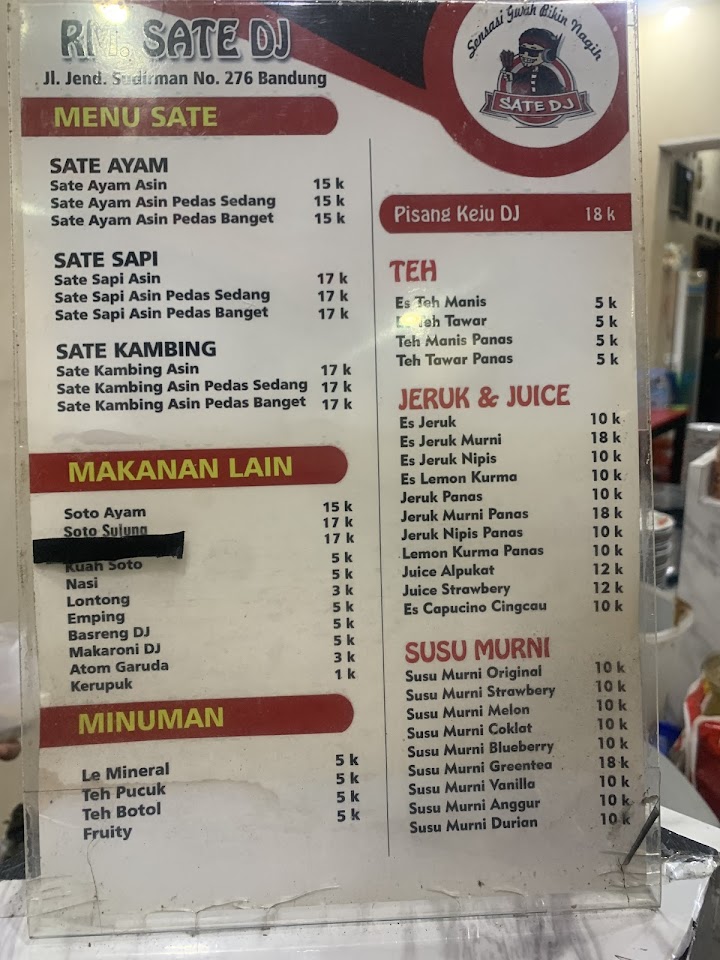 RM. SATE DJ
Jl. Jend. Sudirman No. 276 Bandung
Sensasi Gurih Bikin Nagih
SATE DJ
MENU SATE
SATE AYAM
Sate Ayam Asin 15 k
Sate Ayam Asin Pedas Sedang 15 k
Sate Ayam Asin Pedas Banget 15 k
SATE SAPI
Sate Sapi Asin 17 k
Sate Sapi Asin Pedas Sedang 17 k
Sate Sapi Asin Pedas Banget 17 k
SATE KAMBING
Sate Kambing Asin 17 k
Sate Kambing Asin Pedas Sedang 17 k
Sate Kambing Asin Pedas Banget 17 k
MAKANAN LAIN
Soto Ayam 15 k
Soto Sulung 17 k
17 k
Kuah Soto 5 k
Nasi 5 k
Lontong 3 k
Emping 5 k
Basreng DJ 5 k
Makaroni DJ 5 k
Atom Garuda 3 k
Kerupuk 1 k
MINUMAN
Le Mineral 5 k
Teh Pucuk 5 k
Teh Botol 5 k
Fruity 5 k
Pisang Keju DJ 18 k
TEH
Es Teh Manis 5 k
Es Teh Tawar 5 k
Teh Manis Panas 5 k
Teh Tawar Panas 5 k
JERUK & JUICE
Es Jeruk 10 k
Es Jeruk Murni 18 k
Es Jeruk Nipis 10 k
Es Lemon Kurma 10 k
Jeruk Panas 10 k
Jeruk Murni Panas 18 k
Jeruk Nipis Panas 10 k
Lemon Kurma Panas 10 k
Juice Alpukat 12 k
Juice Strawbery 12 k
Es Capucino Cingcau 10 k
SUSU MURNI
Susu Murni Original 10 k
Susu Murni Strawbery 10 k
Susu Murni Melon 10 k
Susu Murni Coklat 10 k
Susu Murni Blueberry 10 k
Susu Murni Greentea 18 k
Susu Murni Vanilla 10 k
Susu Murni Anggur 10 k
Susu Murni Durian 10 k